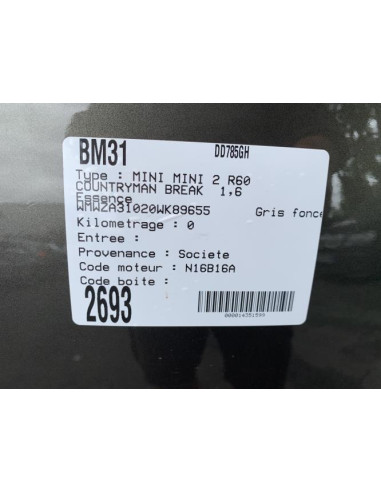 BM31 DD785GH
Type : MINI MINI 2 R60
COUNTRYMAN BREAK 1,6
Essence
WMWZA31020WK89655 Gris fonce
Kilometrage : 0
Entree :
Provenance : Societe
Code moteur : N16B16A
Code boite :
2693